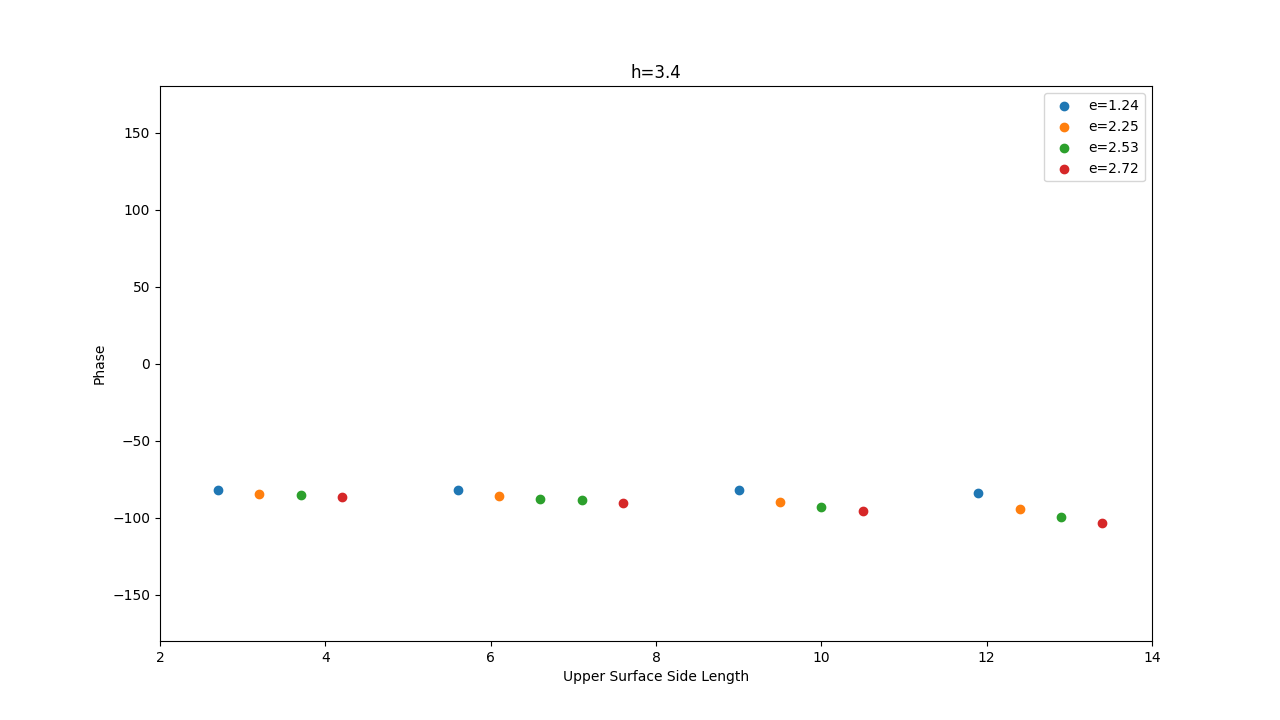 h=3.4
e=1.24
e=2.25
e=2.53
e=2.72
150
100
50
0
−50
−100
−150
Phase
2 4 6 8 10 12 14
Upper Surface Side Length